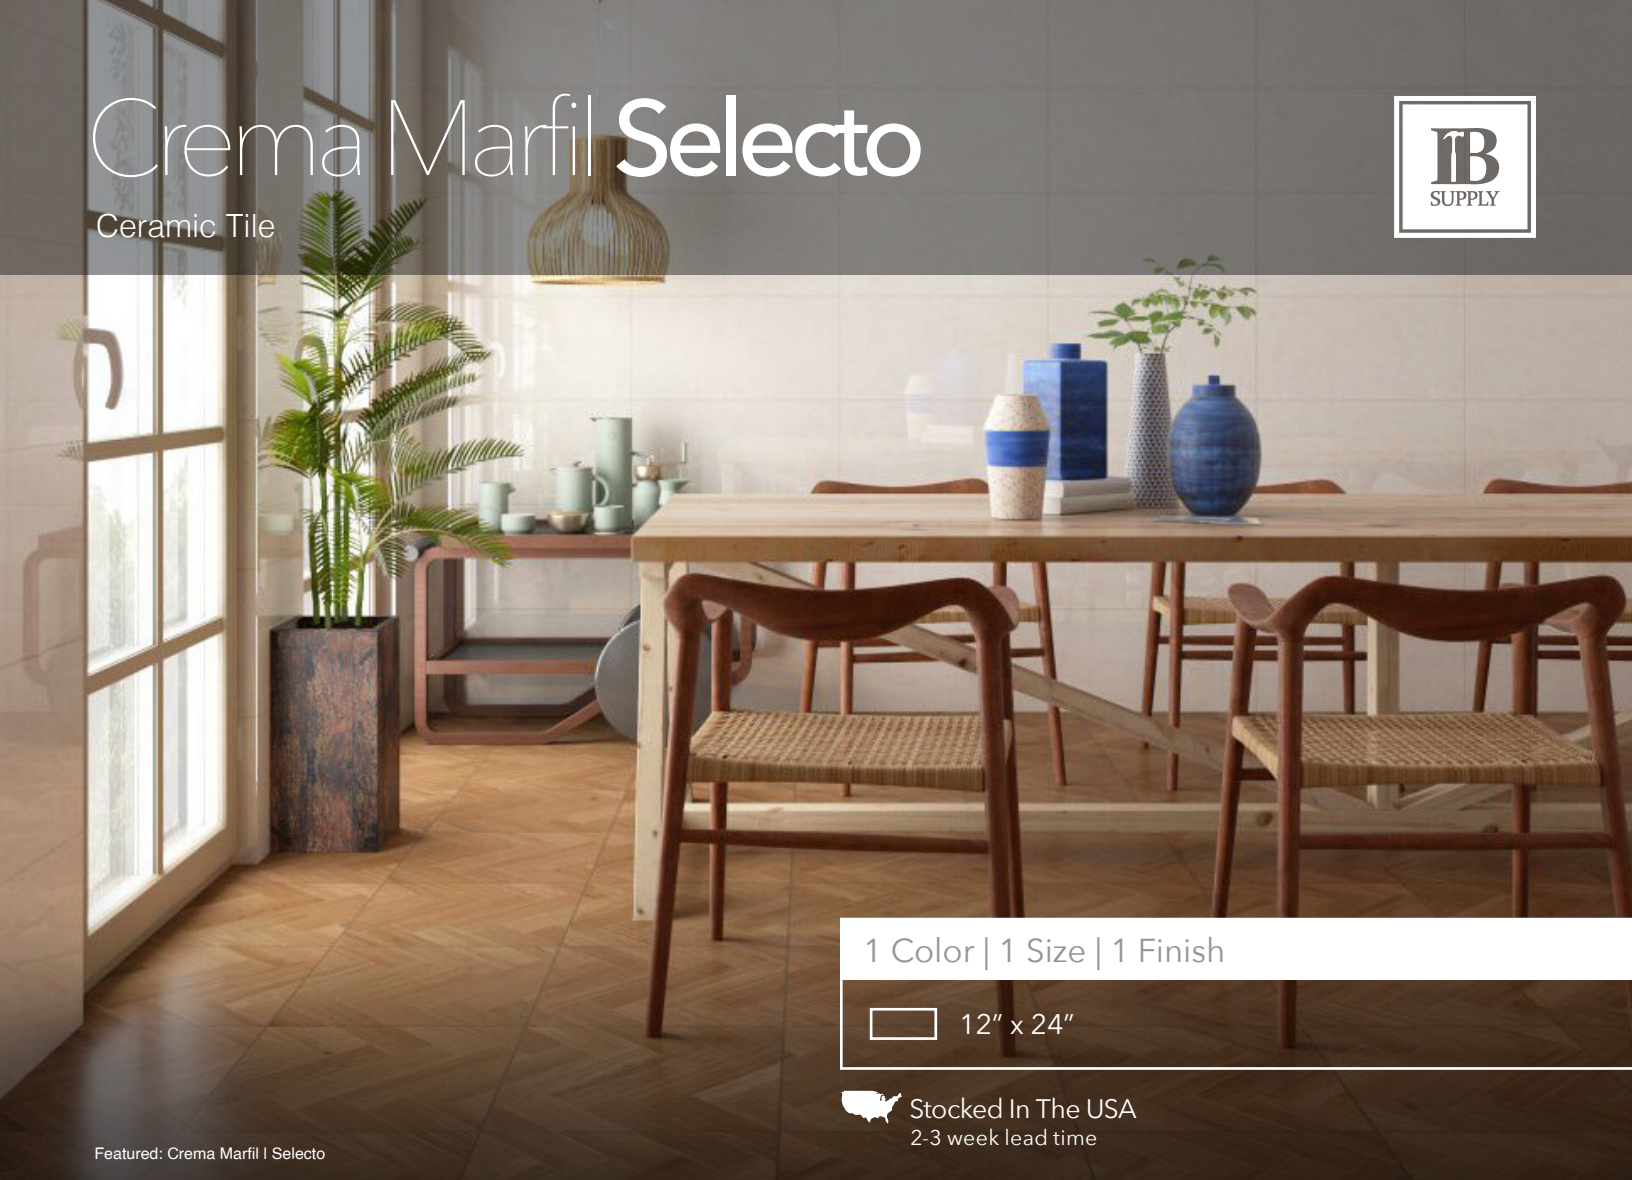 Crema Marfil Selecto
Ceramic Tile
IB
SUPPLY
1 Color | 1 Size | 1 Finish
12” x 24”
Stocked In The USA
2-3 week lead time
Featured: Crema Marfil | Selecto